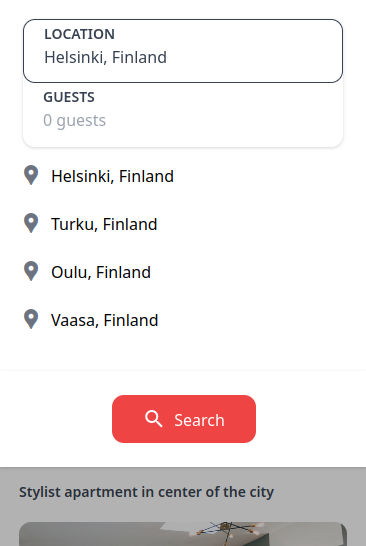 LOCATION
Helsinki, Finland
GUESTS
0 guests
Helsinki, Finland
Turku, Finland
Oulu, Finland
Vaasa, Finland
Search
Stylist apartment in center of the city